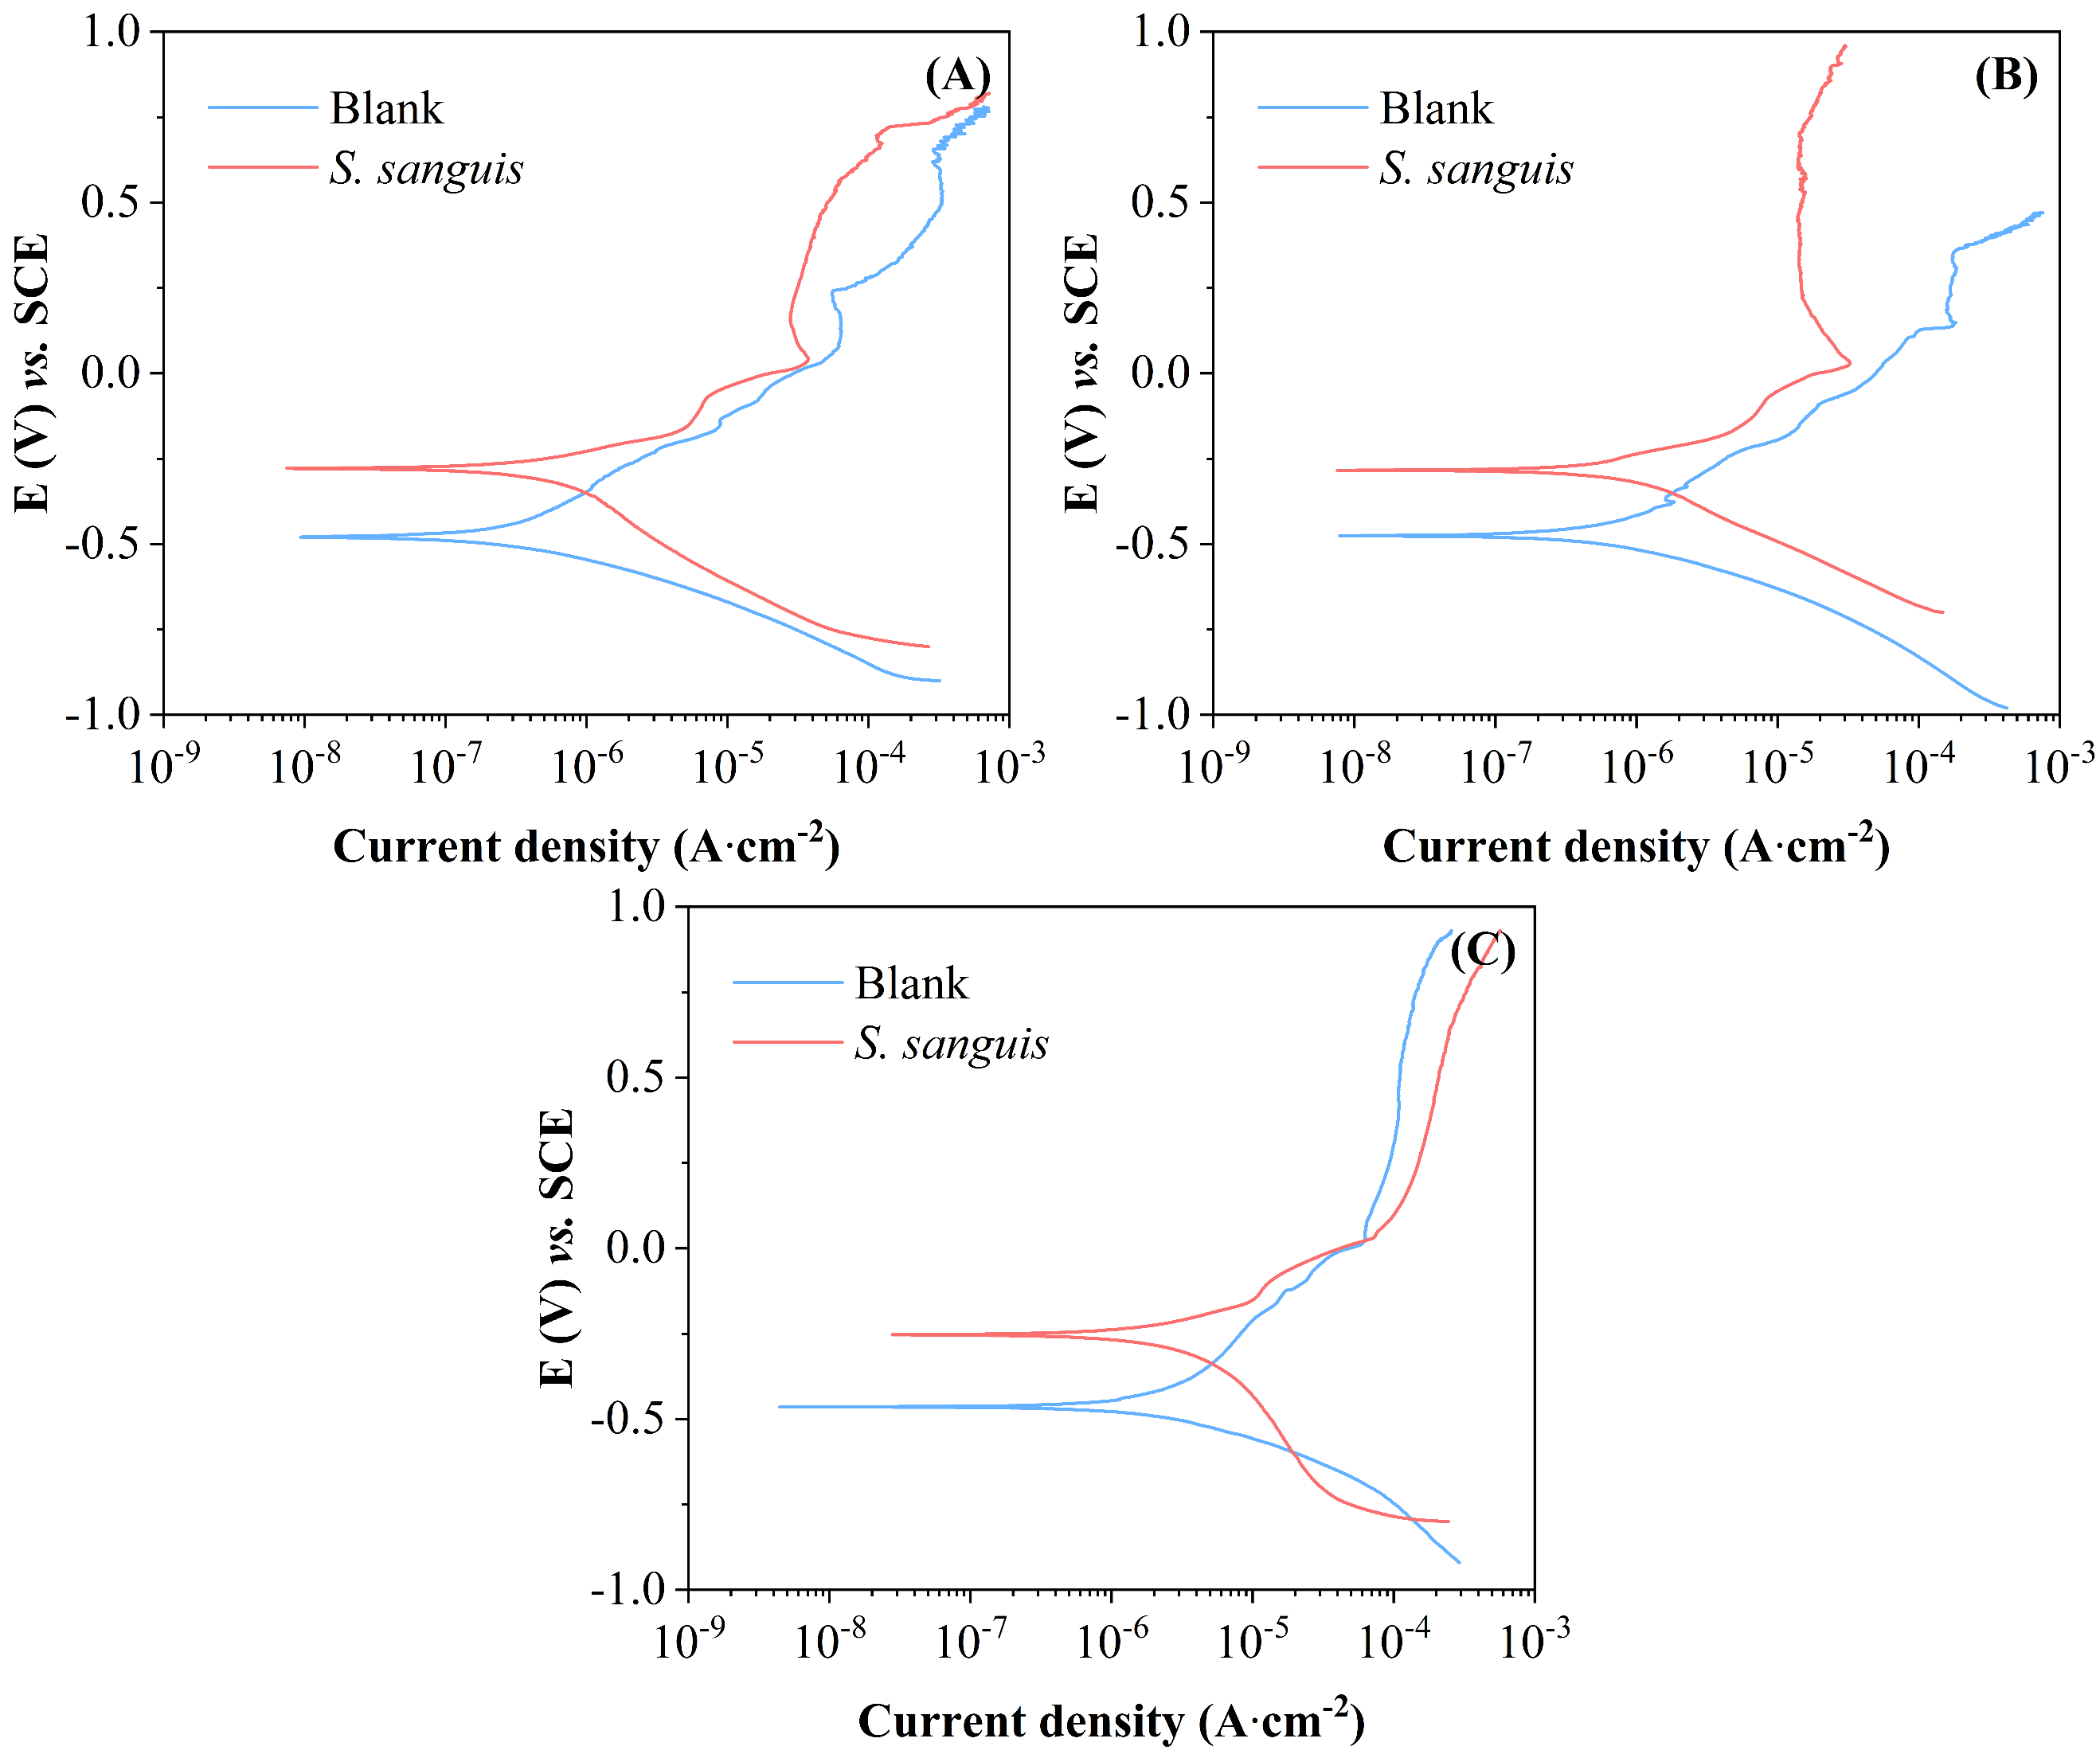 (A)
Blank
S. sanguis
1.0
0.5
0.0
-0.5
-1.0
E (V) vs. SCE
10-9 10-8 10-7 10-6 10-5 10-4 10-3
Current density (A·cm-2)
(B)
Blank
S. sanguis
1.0
0.5
0.0
-0.5
-1.0
E (V) vs. SCE
10-9 10-8 10-7 10-6 10-5 10-4 10-3
Current density (A·cm-2)
(C)
Blank
S. sanguis
1.0
0.5
0.0
-0.5
-1.0
E (V) vs. SCE
10-9 10-8 10-7 10-6 10-5 10-4 10-3
Current density (A·cm-2)